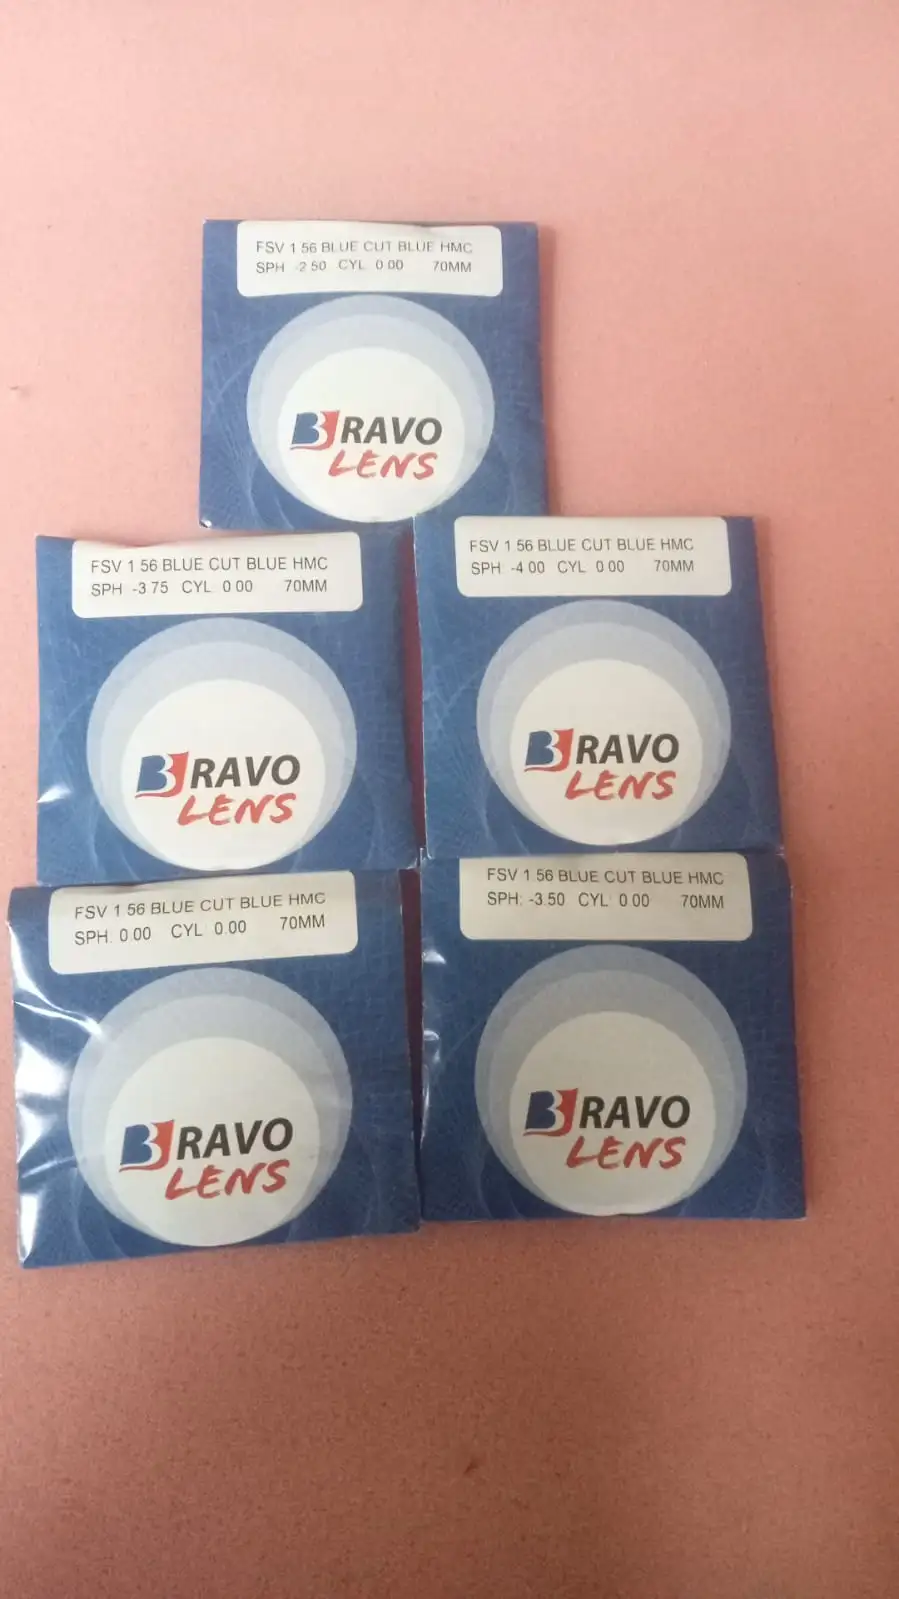 FSV 1 56 BLUE CUT BLUE HMC
SPH -2 50 CYL 0 00 70MM
BRAVO
LENS
FSV 1 56 BLUE CUT BLUE HMC
SPH -3.75 CYL 0 00 70MM
BRAVO
LENS
FSV 1 56 BLUE CUT BLUE HMC
SPH -4 00 CYL 0 00 70MM
BRAVO
LENS
FSV 1 56 BLUE CUT BLUE HMC
SPH. 0 00 CYL: 0.00 70MM
BRAVO
LENS
FSV 1 56 BLUE CUT BLUE HMC
SPH: -3.50 CYL: 0 00 70MM
BRAVO
LENS